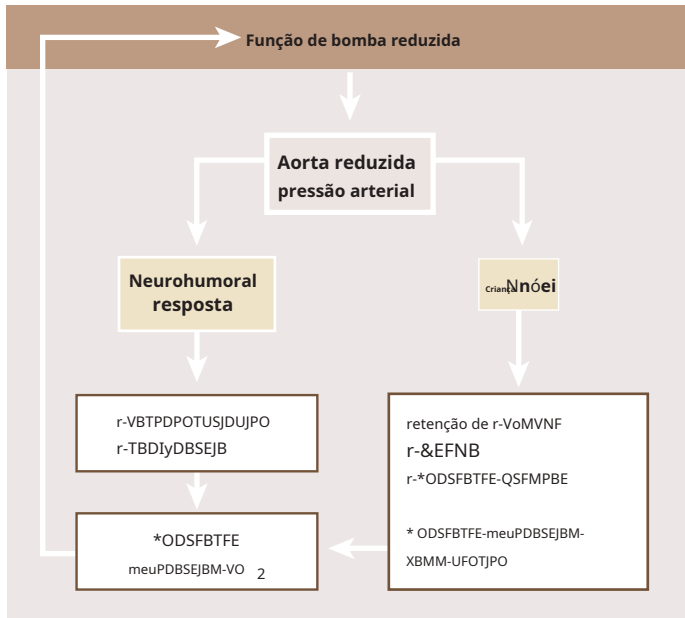 Função de bomba reduzida
Aorta reduzida
pressão arterial
Neurohumoral
resposta
CriançaNnóei
r-VBTPDPOTUSJDUJPO
r-TBDIyDBSEJB
retenção de r-VoMVNF
r-&EFNB
r-*ODSFBTFE-QSFMPBE
* ODSFBTFE-meuPDBSEJBM-
XBMM-UFOTJPO
*ODSFBTFE
meuPDBSEJBM-VO 2